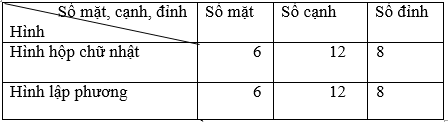 Số mặt, cạnh, đỉnh Số mặt Số cạnh Số đỉnh
Hình
Hình hộp chữ nhật 6 12 8
Hình lập phương 6 12 8